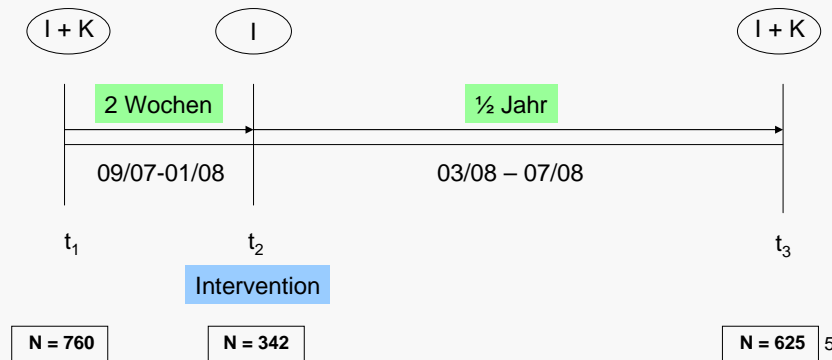 I + K
I
I + K
2 Wochen
½ Jahr
09/07-01/08
03/08 – 07/08
t₁
t₂
t₃
Intervention
N = 760
N = 342
N = 625
5